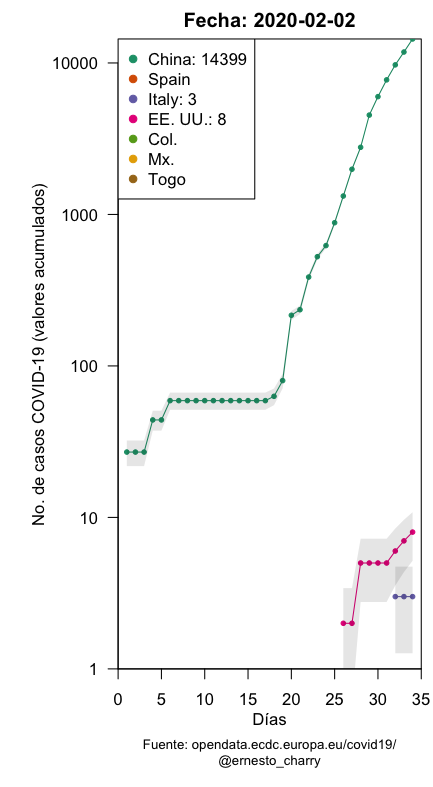 Fecha: 2020-02-02
China: 14399
Spain
Italy: 3
EE. UU.: 8
Col.
Mx.
Togo
No. de casos COVID-19 (valores acumulados)
10000
1000
100
10
1
0 5 10 15 20 25 30 35
Días
Fuente: opendata.ecdc.europa.eu/covid19/
@ernesto_charry